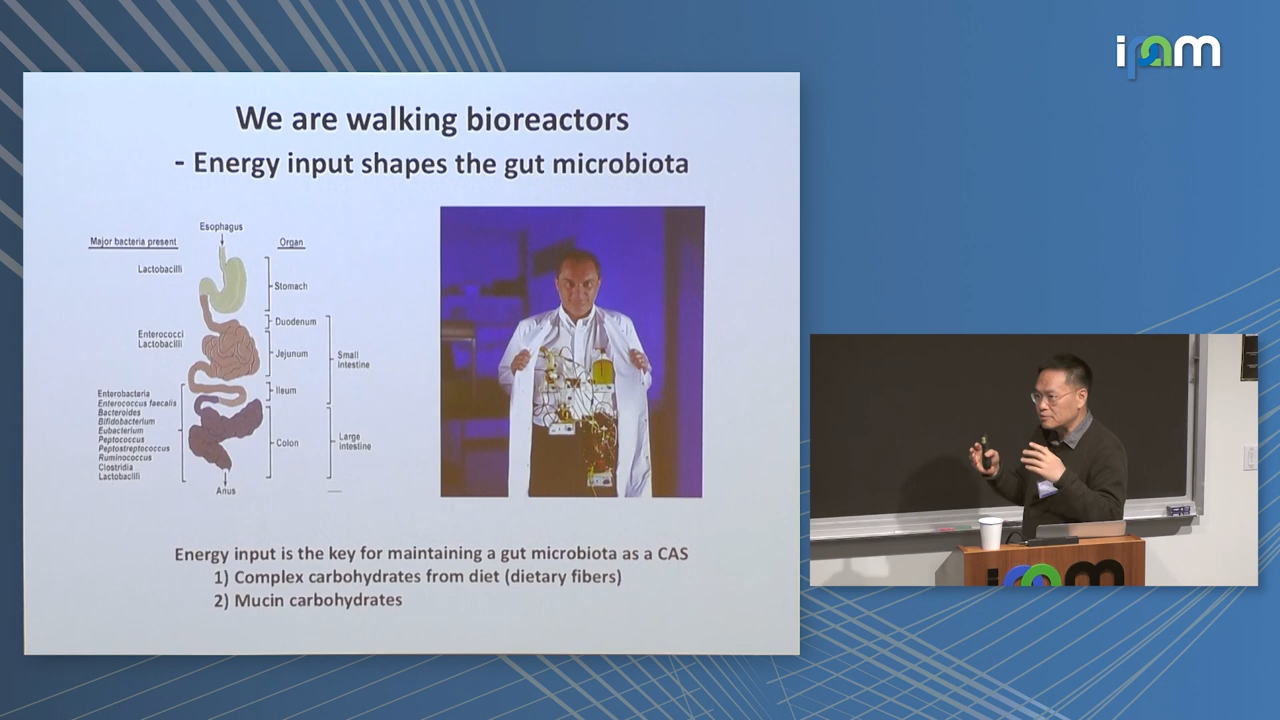 ipam
We are walking bioreactors
- Energy input shapes the gut microbiota
Esophagus
Major bacteria present
Organ
Lactobacilli
Stomach
Duodenum
Enterococci
Lactobacilli
Jejunum
Small
intestine
Ileum
Enterobacteria
Enterococcus faecalis
Bacteroides
Bifidobacterium
Eubacterium
Peptococcus
Peptostreptococcus
Ruminococcus
Clostridia
Lactobacilli
Colon
Large
intestine
Anus
Energy input is the key for maintaining a gut microbiota as a CAS
1) Complex carbohydrates from diet (dietary fibers)
2) Mucin carbohydrates
ipam